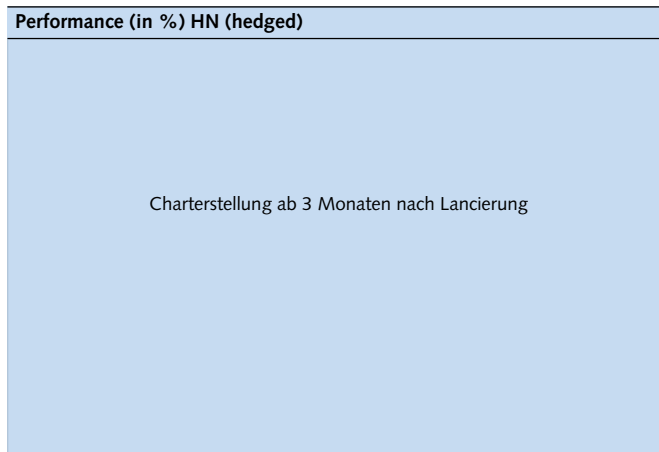 Performance (in %) HN (hedged)
Charterstellung ab 3 Monaten nach Lancierung